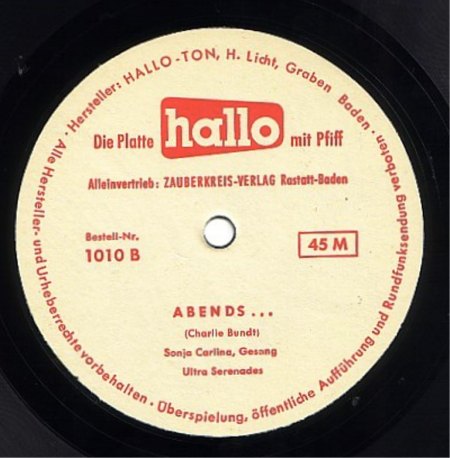 · Hersteller: HALLO-TON, H. Licht, Graben Baden ·
Die Platte hallo mit Pfiff
Alleinvertrieb: ZAUBERKREIS-VERLAG Rastatt-Baden
Bestell-Nr.
1010 B
45 M
ABENDS...
(Charlie Bundt)
Sonja Carlina, Gesang
Ultra Serenades
Alle Hersteller- und Urheberrechte vorbehalten · Überspielung, öffentliche Aufführung und Rundfunksendung verboten ·